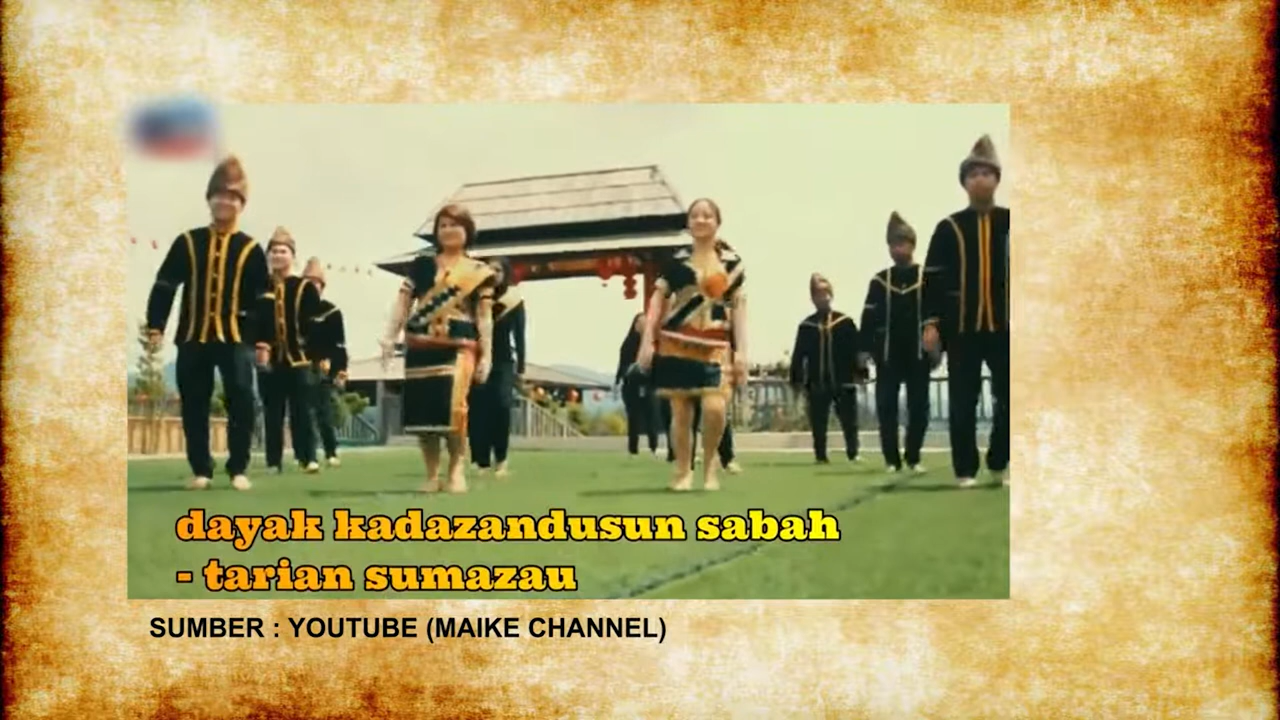 dayak kadazandusun sabah
- tarian sumazau
SUMBER : YOUTUBE (MAIKE CHANNEL)